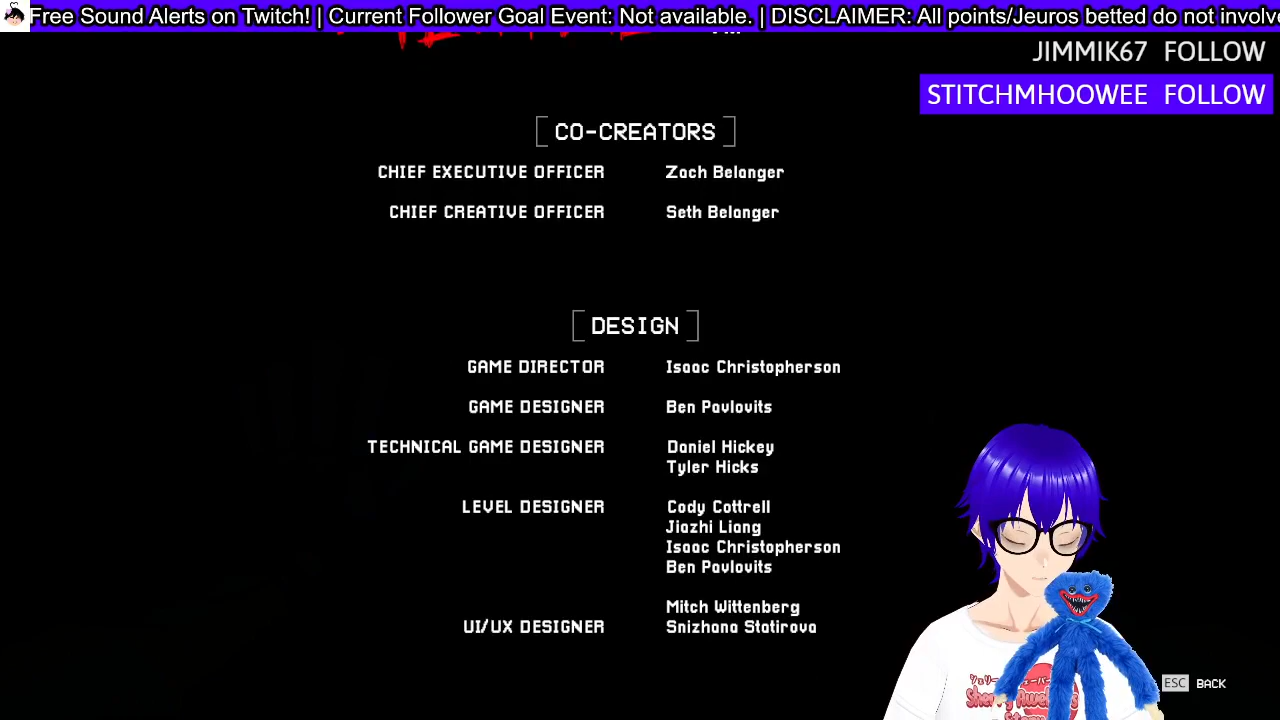 Free Sound Alerts on Twitch! | Current Follower Goal Event: Not available. | DISCLAIMER: All points/Jeuros betted do not involve
JIMMIK67 FOLLOW
STITCHMHOOWEE FOLLOW
CO-CREATORS
CHIEF EXECUTIVE OFFICER Zach Belanger
CHIEF CREATIVE OFFICER Seth Belanger
DESIGN
GAME DIRECTOR Isaac Christopherson
GAME DESIGNER Ben Pavlovits
TECHNICAL GAME DESIGNER Daniel Hickey
Tyler Hicks
LEVEL DESIGNER Cody Cottrell
Jiazhi Liang
Isaac Christopherson
Ben Pavlovits
Mitch Wittenberg
UI/UX DESIGNER Snizhana Statirova
ESC BACK